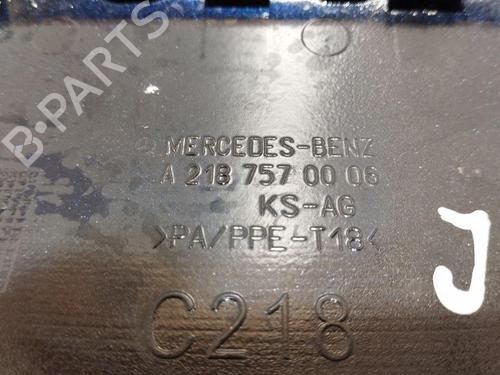 B-PARTS
MERCEDES-BENZ
A 218 757 00 06
KS-AG
>PA/PPE-T18<
C218
J